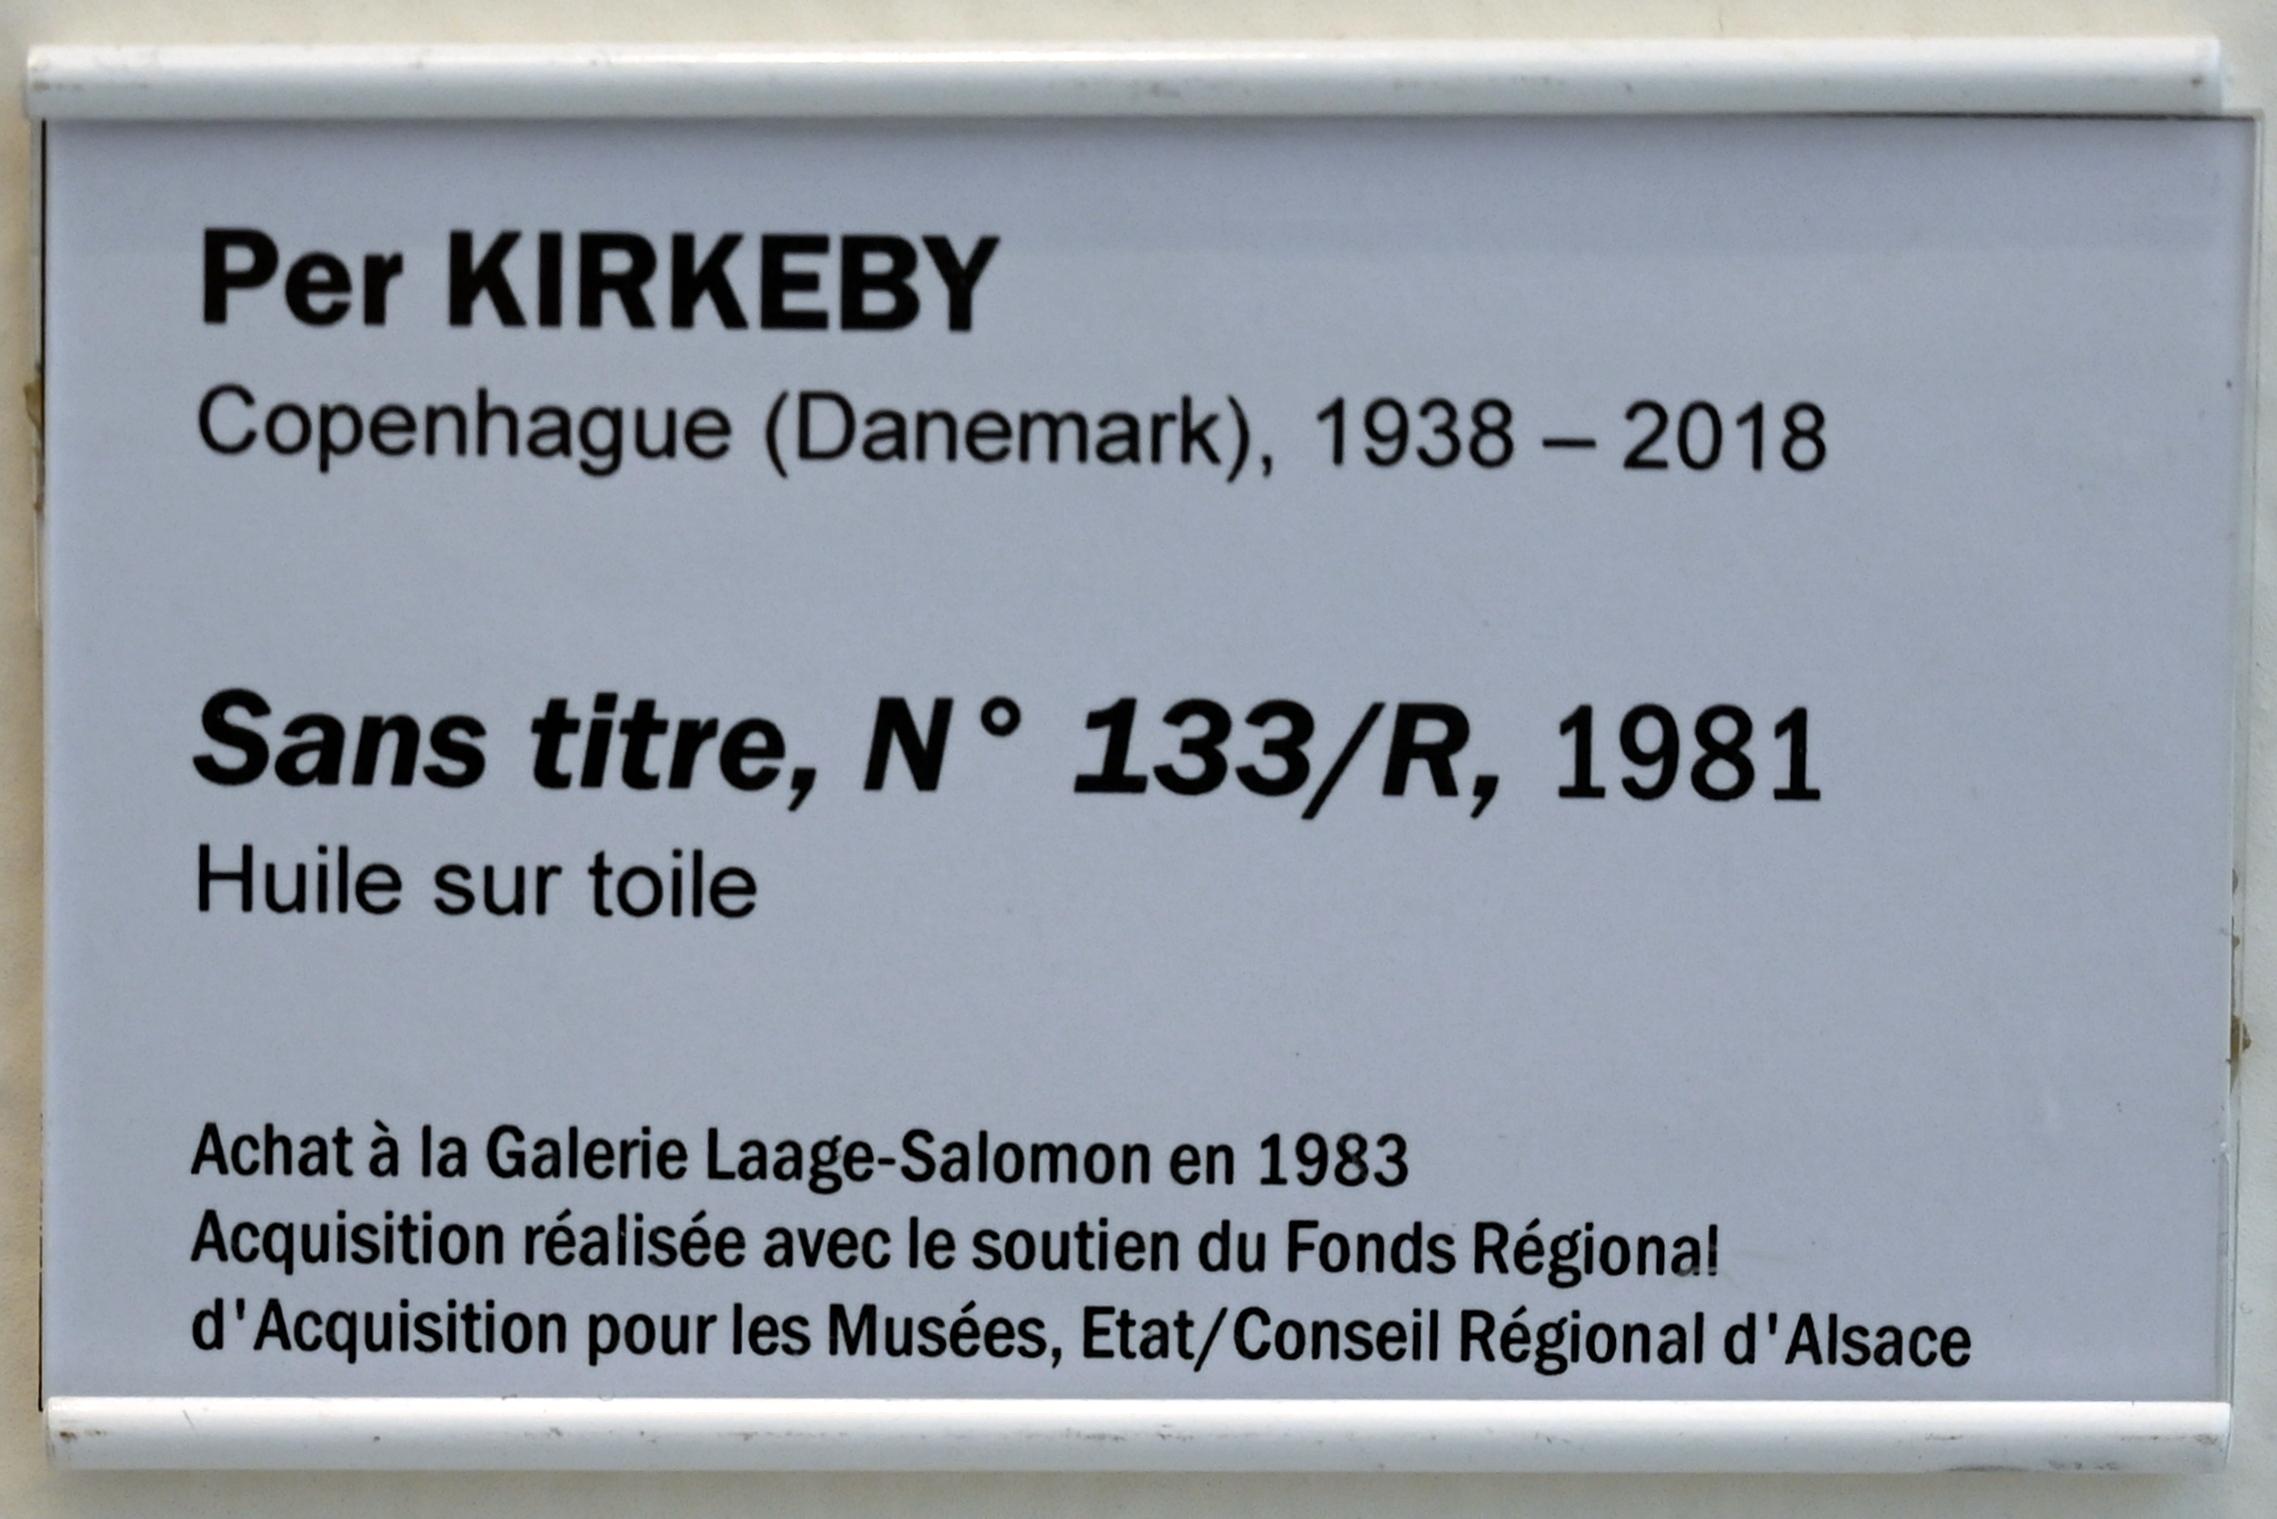 Per KIRKEBY
Copenhague (Danemark), 1938 – 2018
Sans titre, N° 133/R, 1981
Huile sur toile
Achat à la Galerie Laage-Salomon en 1983
Acquisition réalisée avec le soutien du Fonds Régional
d'Acquisition pour les Musées, Etat/Conseil Régional d'Alsace